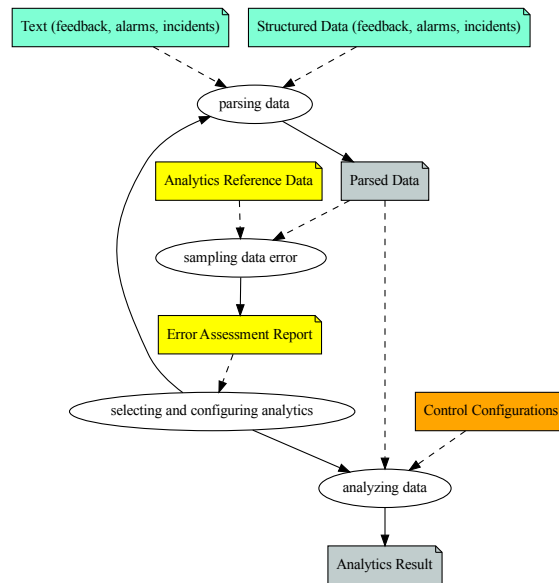 Text (feedback, alarms, incidents)
Structured Data (feedback, alarms, incidents)
parsing data
Analytics Reference Data
Parsed Data
sampling data error
Error Assessment Report
selecting and configuring analytics
Control Configurations
analyzing data
Analytics Result